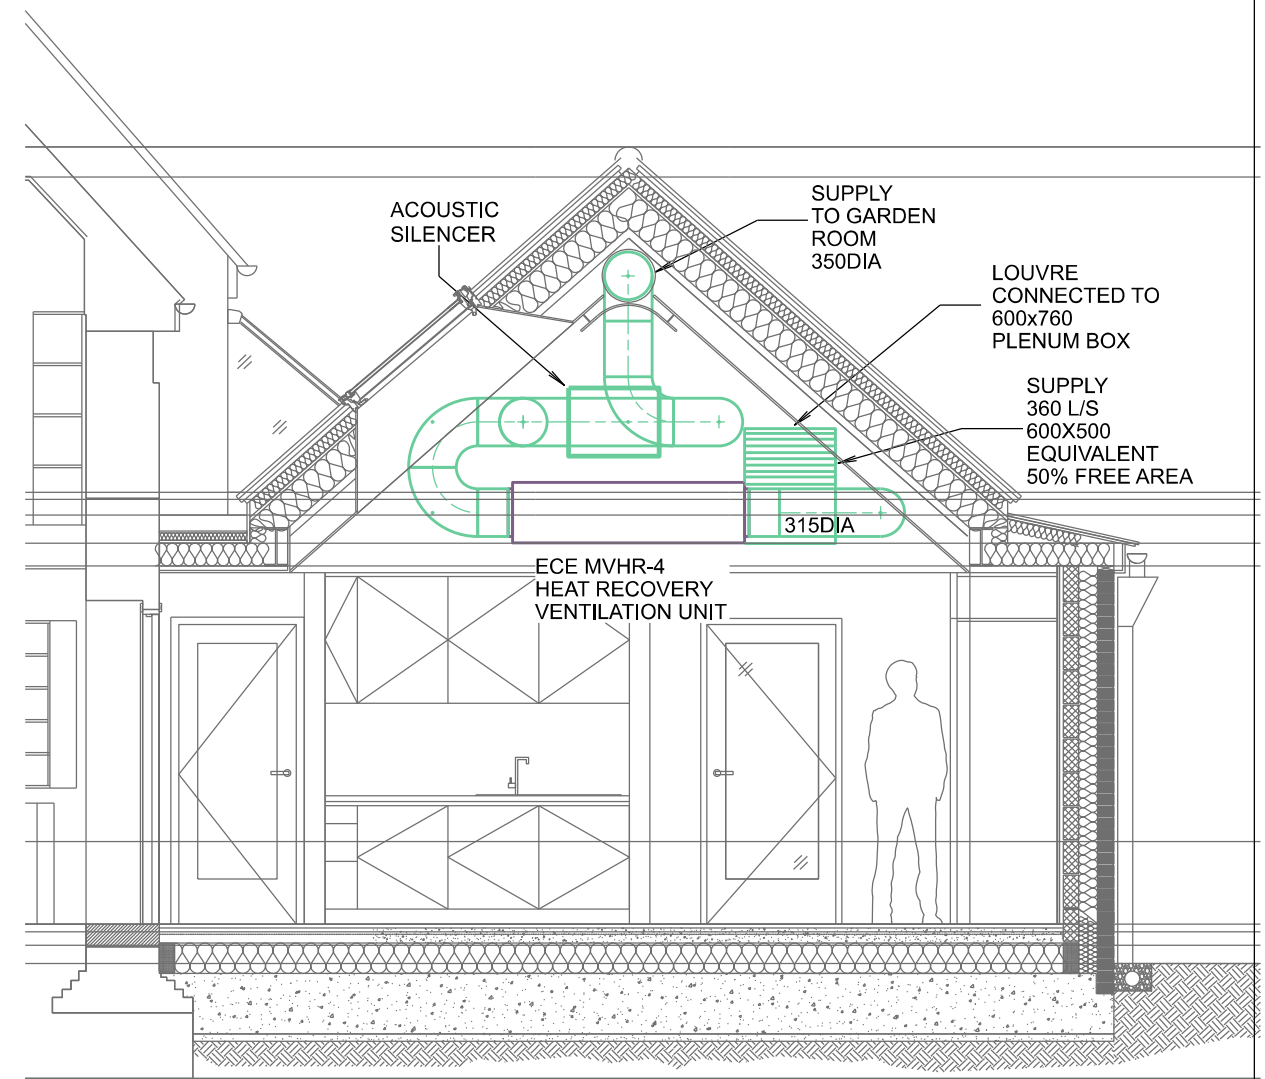 ACOUSTIC
SILENCER
SUPPLY
TO GARDEN
ROOM
350DIA
LOUVRE
CONNECTED TO
600x760
PLENUM BOX
SUPPLY
360 L/S
600X500
EQUIVALENT
50% FREE AREA
315DIA
ECE MVHR-4
HEAT RECOVERY
VENTILATION UNIT